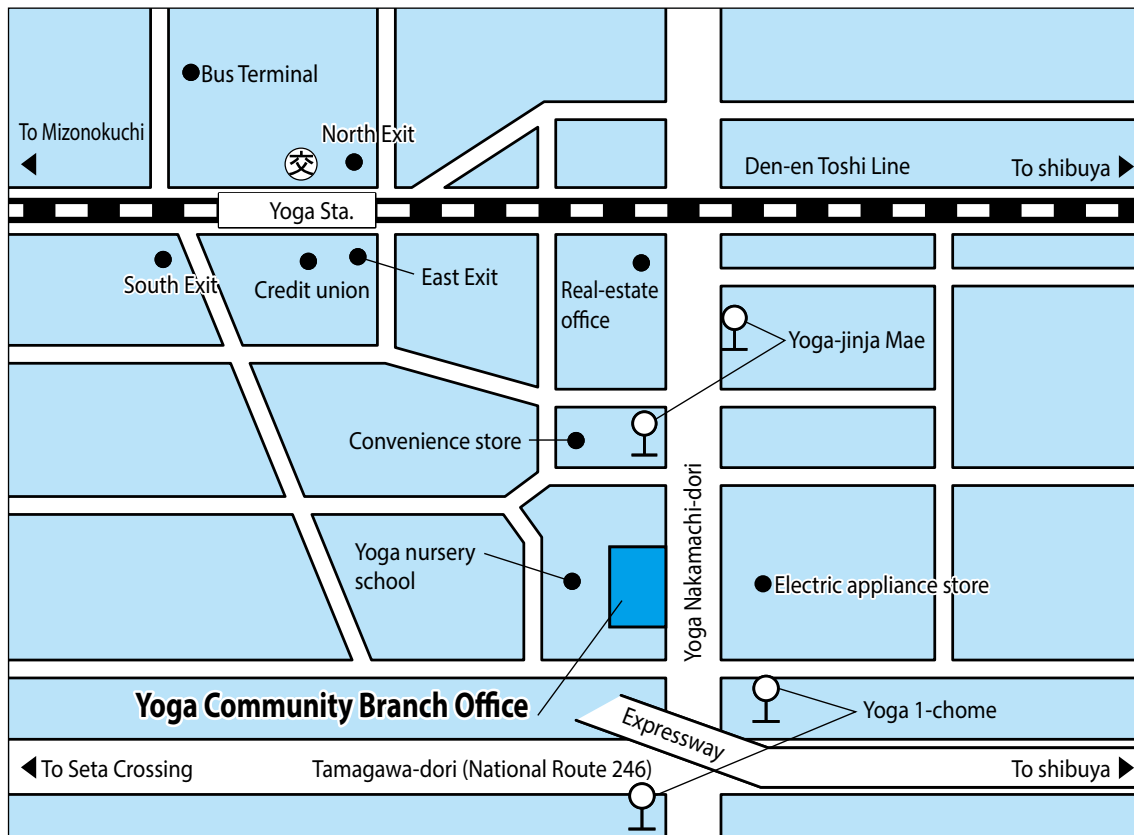 Bus Terminal
To Mizonokuchi
North Exit
交
Den-en Toshi Line
To shibuya
Yoga Sta.
South Exit
Credit union
East Exit
Real-estate
office
Yoga-jinja Mae
Convenience store
Yoga Nakamachi-dori
Yoga nursery
school
Electric appliance store
Yoga Community Branch Office
Expressway
Yoga 1-chome
To Seta Crossing
Tamagawa-dori (National Route 246)
To shibuya